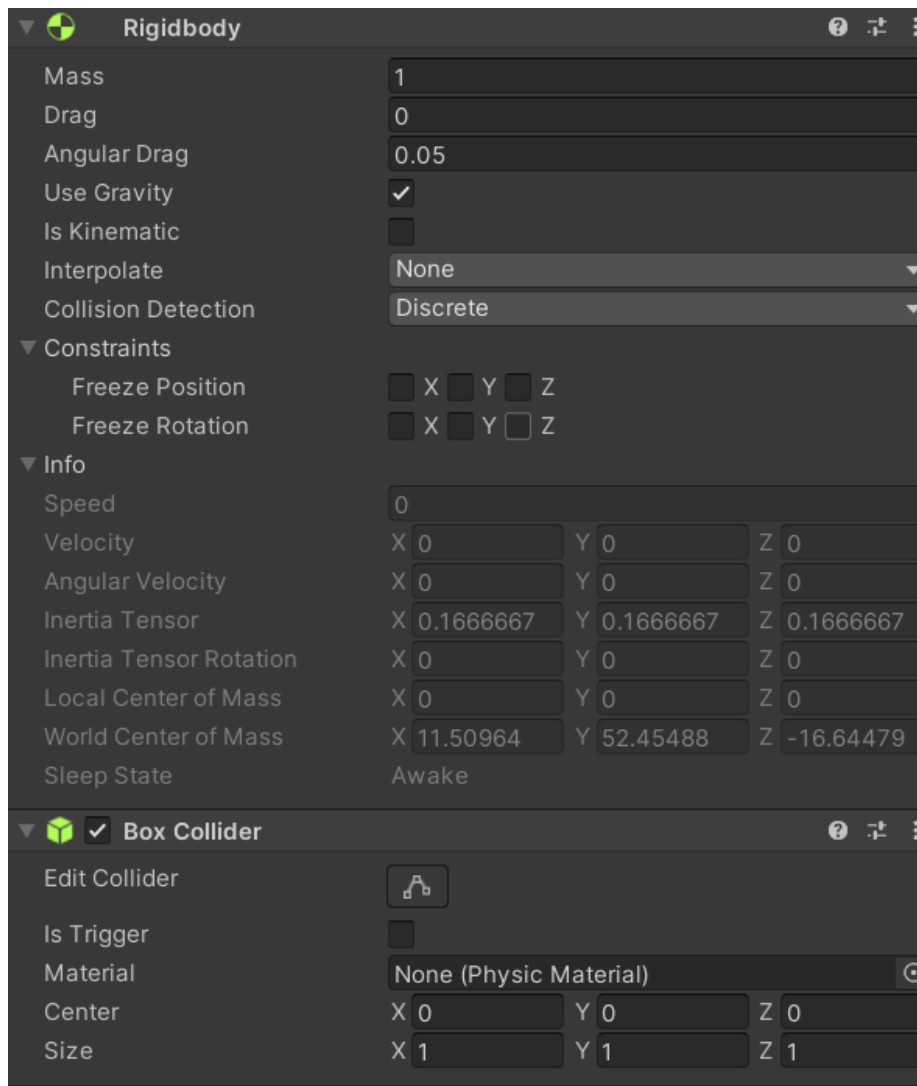 Rigidbody
Mass 1
Drag 0
Angular Drag 0.05
Use Gravity
Is Kinematic
Interpolate None
Collision Detection Discrete
Constraints
Freeze Position X Y Z
Freeze Rotation X Y Z
Info
Speed 0
Velocity X 0 Y 0 Z 0
Angular Velocity X 0 Y 0 Z 0
Inertia Tensor X 0.1666667 Y 0.1666667 Z 0.1666667
Inertia Tensor Rotation X 0 Y 0 Z 0
Local Center of Mass X 0 Y 0 Z 0
World Center of Mass X 11.50964 Y 52.45488 Z -16.64479
Sleep State Awake
Box Collider
Edit Collider
Is Trigger
Material None (Physic Material)
Center X 0 Y 0 Z 0
Size X 1 Y 1 Z 1